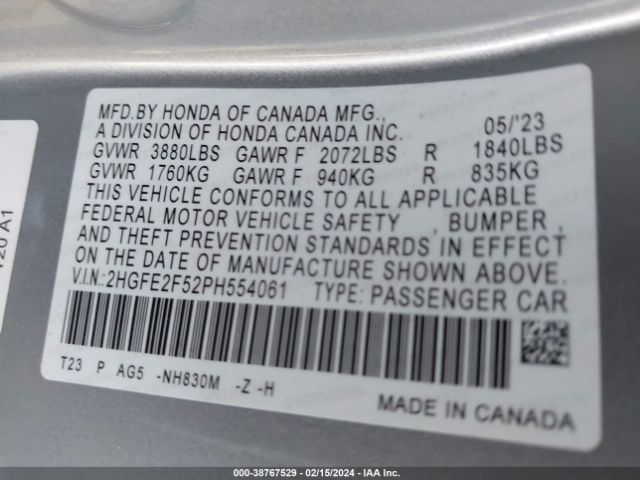 MFD.BY HONDA OF CANADA MFG.,
A DIVISION OF HONDA CANADA INC. 05/'23
GVWR 3880LBS GAWR F 2072LBS R 1840LBS
GVWR 1760KG GAWR F 940KG R 835KG
THIS VEHICLE CONFORMS TO ALL APPLICABLE
FEDERAL MOTOR VEHICLE SAFETY , BUMPER ,
AND THEFT PREVENTION STANDARDS IN EFFECT
ON THE DATE OF MANUFACTURE SHOWN ABOVE.
V.I.N.:2HGFE2F52PH554061 TYPE: PASSENGER CAR
T23 P AG5 -NH830M -Z -H
MADE IN CANADA
120 A1
000-38767529 - 02/15/2024 - IAA Inc.